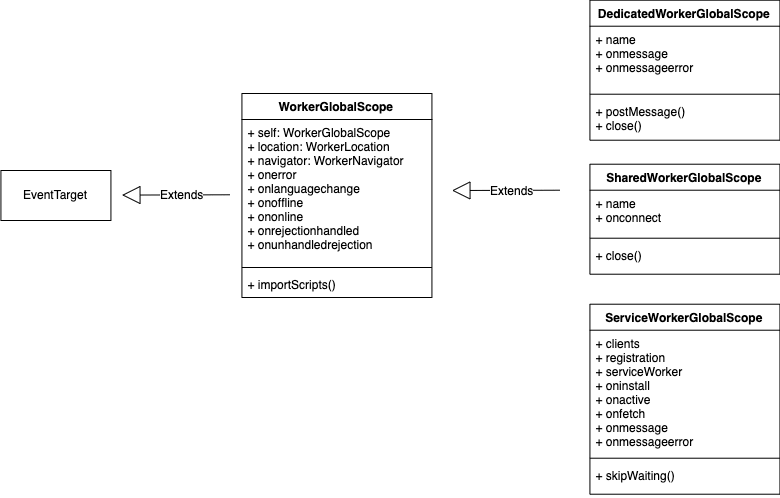 EventTarget
Extends
WorkerGlobalScope
+ self: WorkerGlobalScope
+ location: WorkerLocation
+ navigator: WorkerNavigator
+ onerror
+ onlanguagechange
+ onoffline
+ ononline
+ onrejectionhandled
+ onunhandledrejection
+ importScripts()
Extends
DedicatedWorkerGlobalScope
+ name
+ onmessage
+ onmessageerror
+ postMessage()
+ close()
SharedWorkerGlobalScope
+ name
+ onconnect
+ close()
ServiceWorkerGlobalScope
+ clients
+ registration
+ serviceWorker
+ oninstall
+ onactive
+ onfetch
+ onmessage
+ onmessageerror
+ skipWaiting()